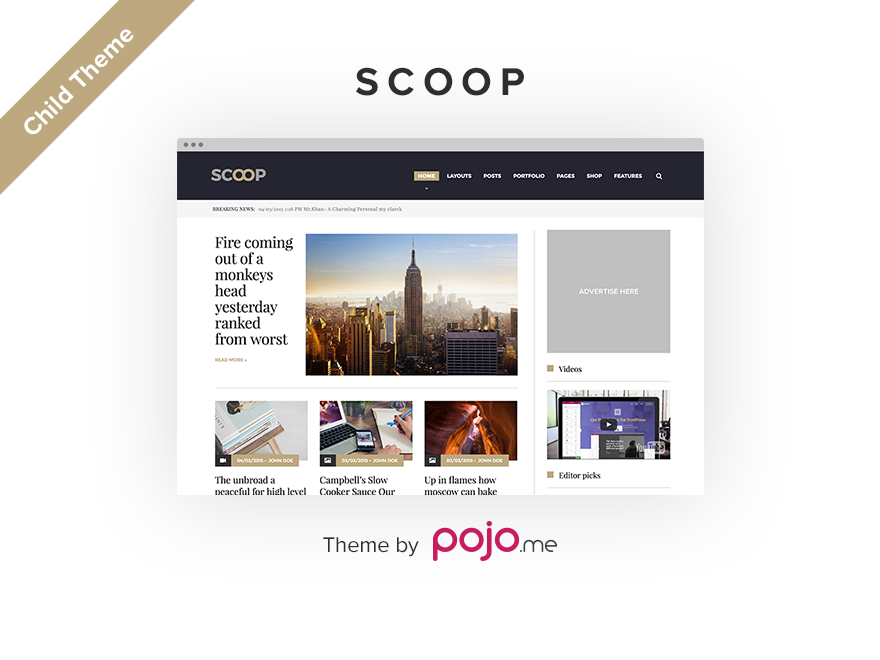 Child Theme
SCOOP
SCOOP
HOME LAYOUTS POSTS PORTFOLIO PAGES SHOP FEATURES
BREAKING NEWS: 04/03/2015 1:26 PM Mr.Khan- A Charming Personal my clarck
Fire coming
out of a
monkeys
head
yesterday
ranked
from worst
READ MORE »
ADVERTISE HERE
Videos
YouTube
04/03/2015 • JOHN DOE
The unbroad a
peaceful for high level
03/03/2015 • JOHN DOE
Campbell's Slow
Cooker Sauce Our
02/03/2015 • JOHN DOE
Up in flames how
moscow can bake
Editor picks
Theme by pojo.me